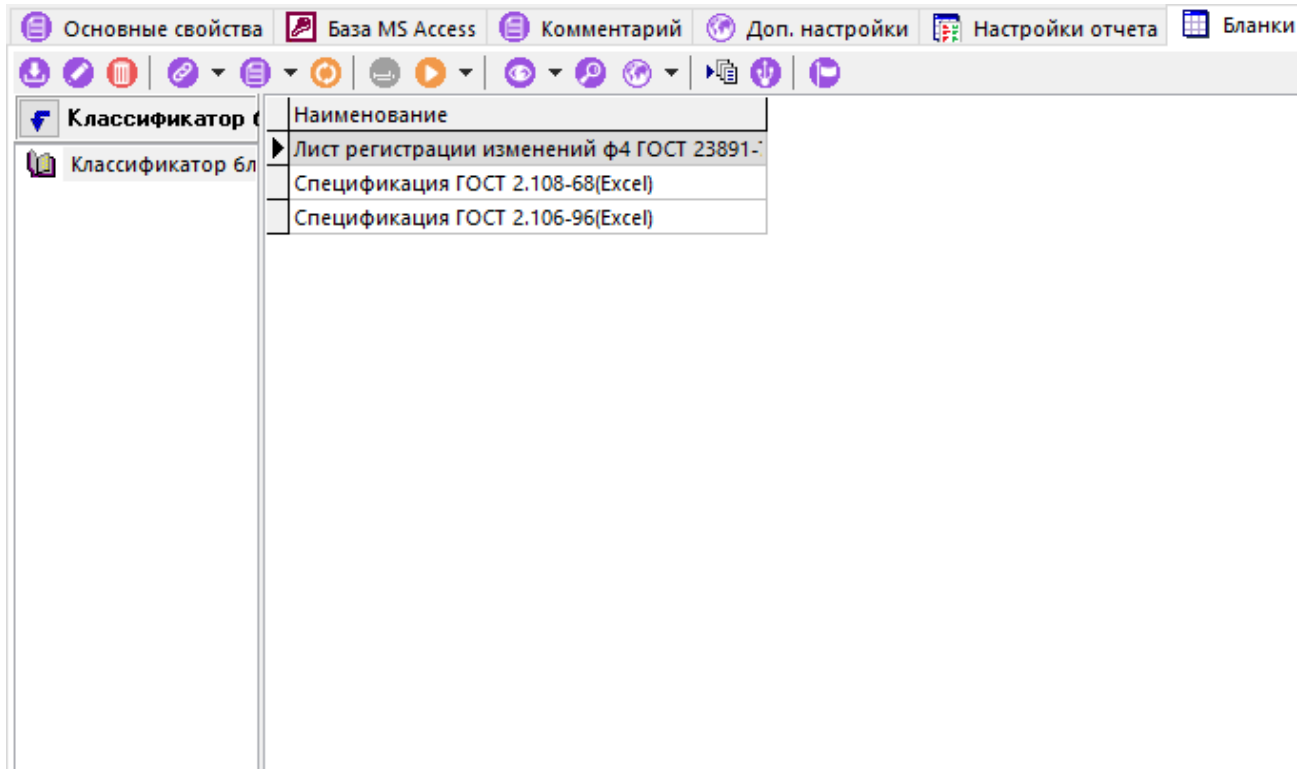 Основные свойства База MS Access Комментарий Доп. настройки Настройки отчета Бланки
Классификатор
Наименование
Классификатор бл
Лист регистрации изменений ф4 ГОСТ 23891-
Спецификация ГОСТ 2.108-68(Excel)
Спецификация ГОСТ 2.106-96(Excel)